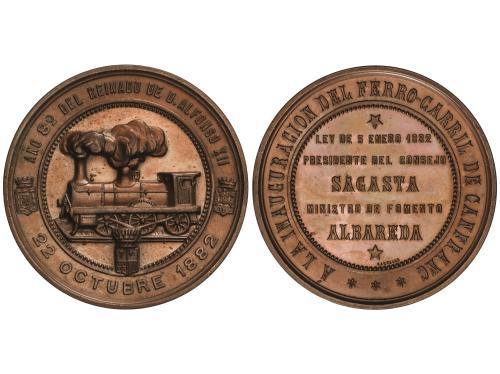 AÑO 8º DEL REINADO DE D. ALFONSO XII
22 OCTUBRE 1882
Á LA INAUGURACION DEL FERRO-CARRIL DE CANFRANC
LEY DE 5 ENERO 1882
PRESIDENTE DEL CONSEJO
SAGASTA
MINISTRO DE FOMENTO
ALBAREDA